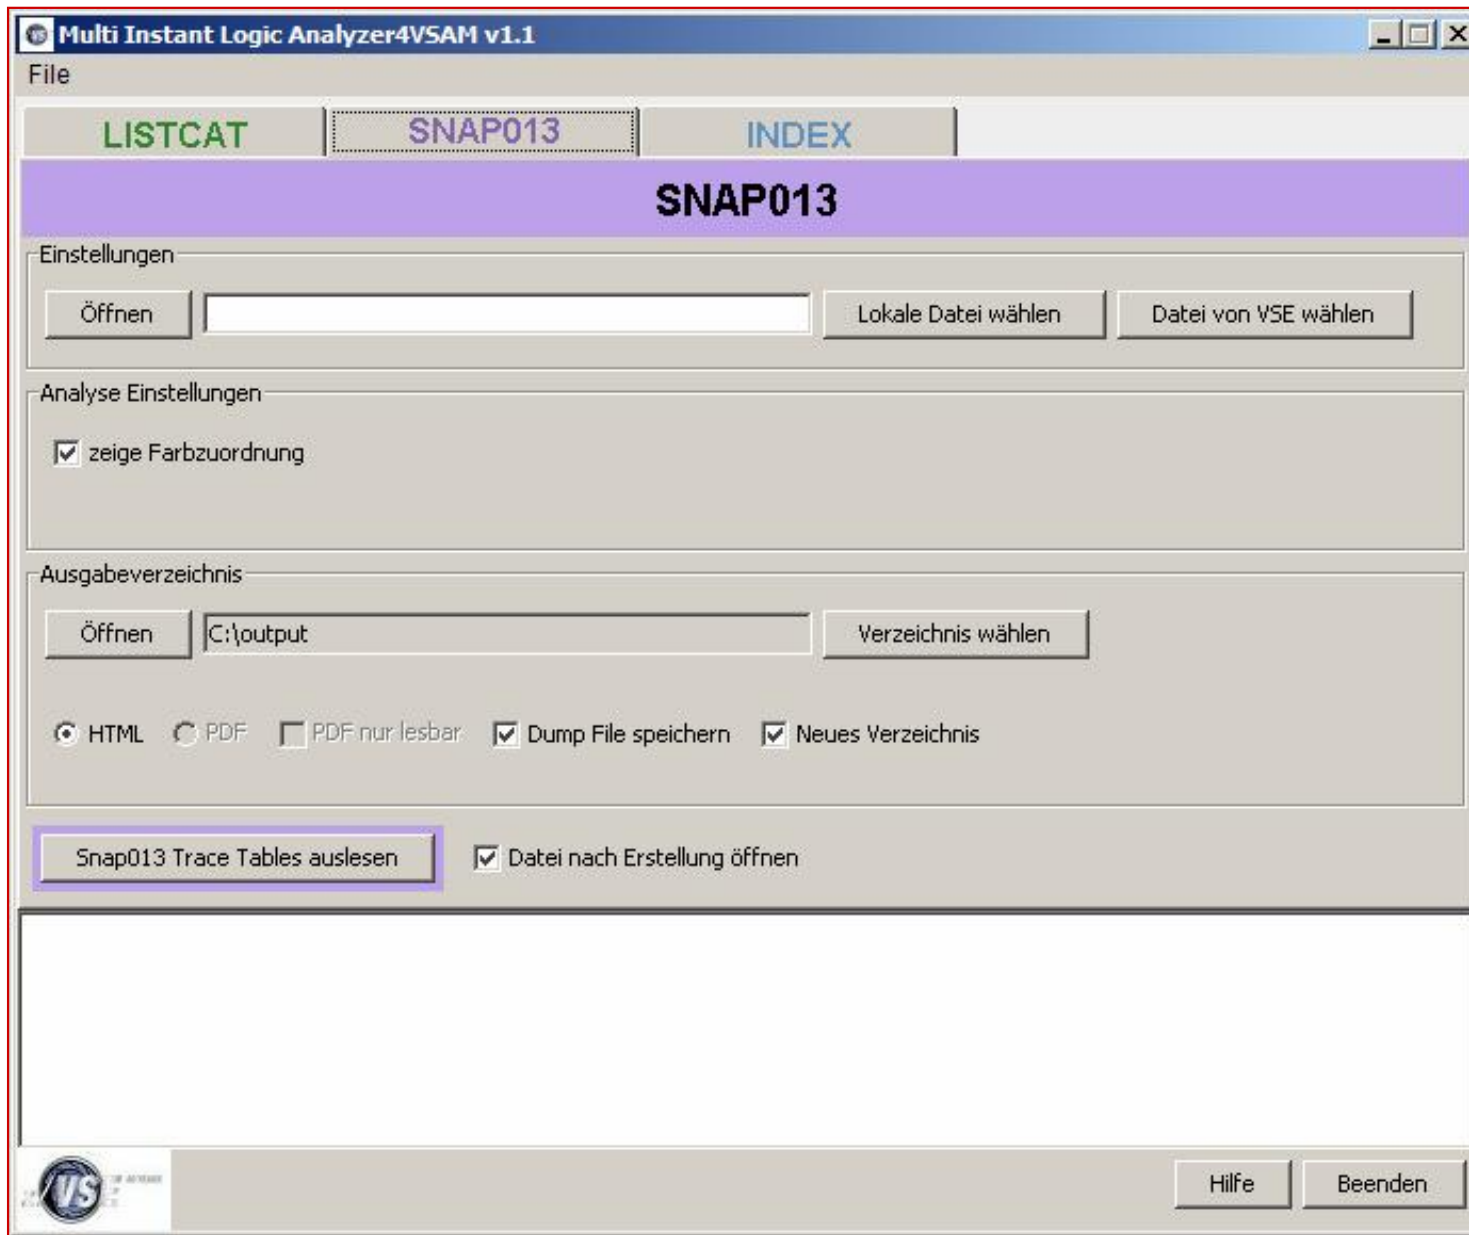 Multi Instant Logic Analyzer4VSAM v1.1
File
LISTCAT SNAP013 INDEX
SNAP013
Einstellungen
Öffnen Lokale Datei wählen Datei von VSE wählen
Analyse Einstellungen
zeige Farbzuordnung
Ausgabeverzeichnis
Öffnen C:\output Verzeichnis wählen
HTML PDF PDF nur lesbar Dump File speichern Neues Verzeichnis
Snap013 Trace Tables auslesen Datei nach Erstellung öffnen
VS
Hilfe Beenden